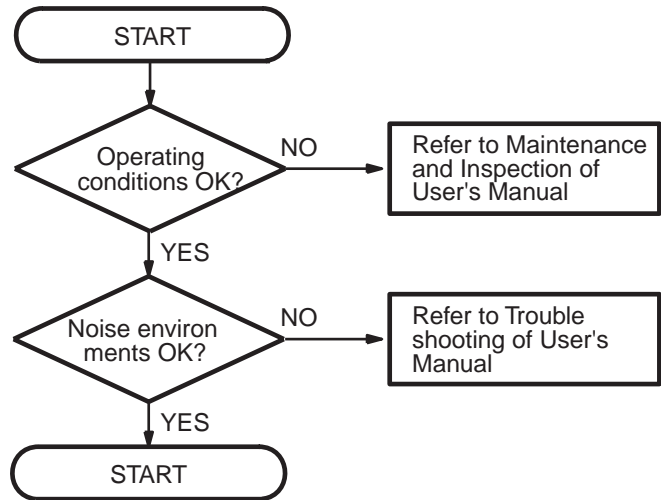 START
Operating
conditions OK?
NO
Refer to Maintenance
and Inspection of
User's Manual
YES
Noise environ
ments OK?
NO
Refer to Trouble
shooting of User's
Manual
YES
START